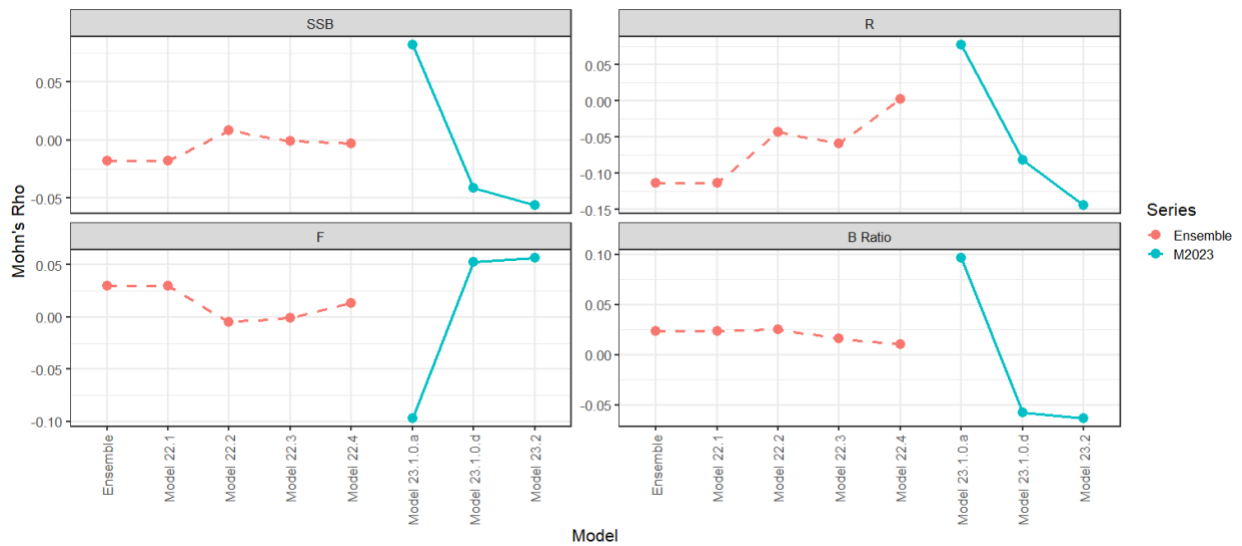 SSB
R
0.05
0.00
-0.05
0.05
0.00
-0.05
-0.10
-0.15
Mohn's Rho
F
B Ratio
0.05
0.00
-0.05
-0.10
0.10
0.05
0.00
-0.05
Ensemble
Model 22.1
Model 22.2
Model 22.3
Model 22.4
Model 23.1.0.a
Model 23.1.0.d
Model 23.2
Ensemble
Model 22.1
Model 22.2
Model 22.3
Model 22.4
Model 23.1.0.a
Model 23.1.0.d
Model 23.2
Model
Series
Ensemble
M2023